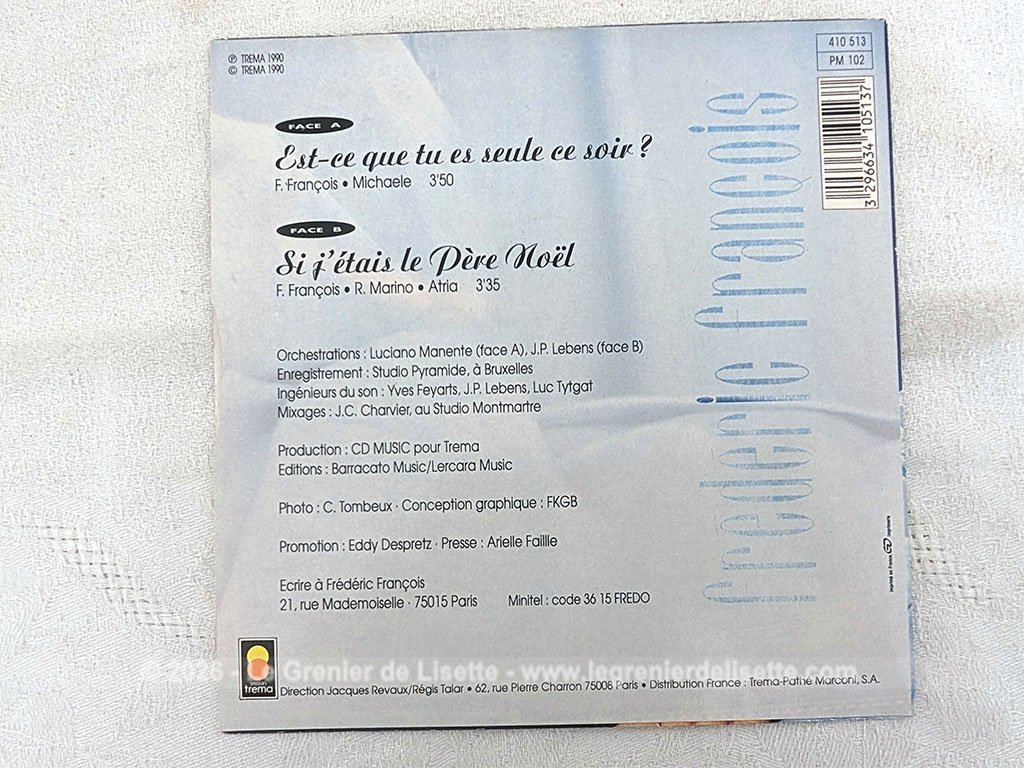 ℗ TREMA 1990
© TREMA 1990
410 513
PM 102
3 296634 105137
FACE A
Est-ce que tu es seule ce soir ?
F. François • Michaele 3'50
FACE B
Si j'étais le Père Noël
F. François • R. Marino • Atria 3'35
frédéric françois
Orchestrations : Luciano Manente (face A), J.P. Lebens (face B)
Enregistrement : Studio Pyramide, à Bruxelles
Ingénieurs du son : Yves Feyarts, J.P. Lebens, Luc Tytgat
Mixages : J.C. Charvier, au Studio Montmartre
Production : CD MUSIC pour Trema
Editions : Barracato Music/Lercara Music
Photo : C. Tombeux · Conception graphique : FKGB
Promotion : Eddy Despretz · Presse : Arielle Faillle
Ecrire à Frédéric François
21, rue Mademoiselle · 75015 Paris Minitel : code 36 15 FREDO
Imprimé en France
- Le Grenier de Lisette - www.legrenierdelisette.com
disques
trema
Direction Jacques Revaux/Régis Talar • 62, rue Pierre Charron 75008 Paris • Distribution France : Trema-Pathé Marconi, S.A.